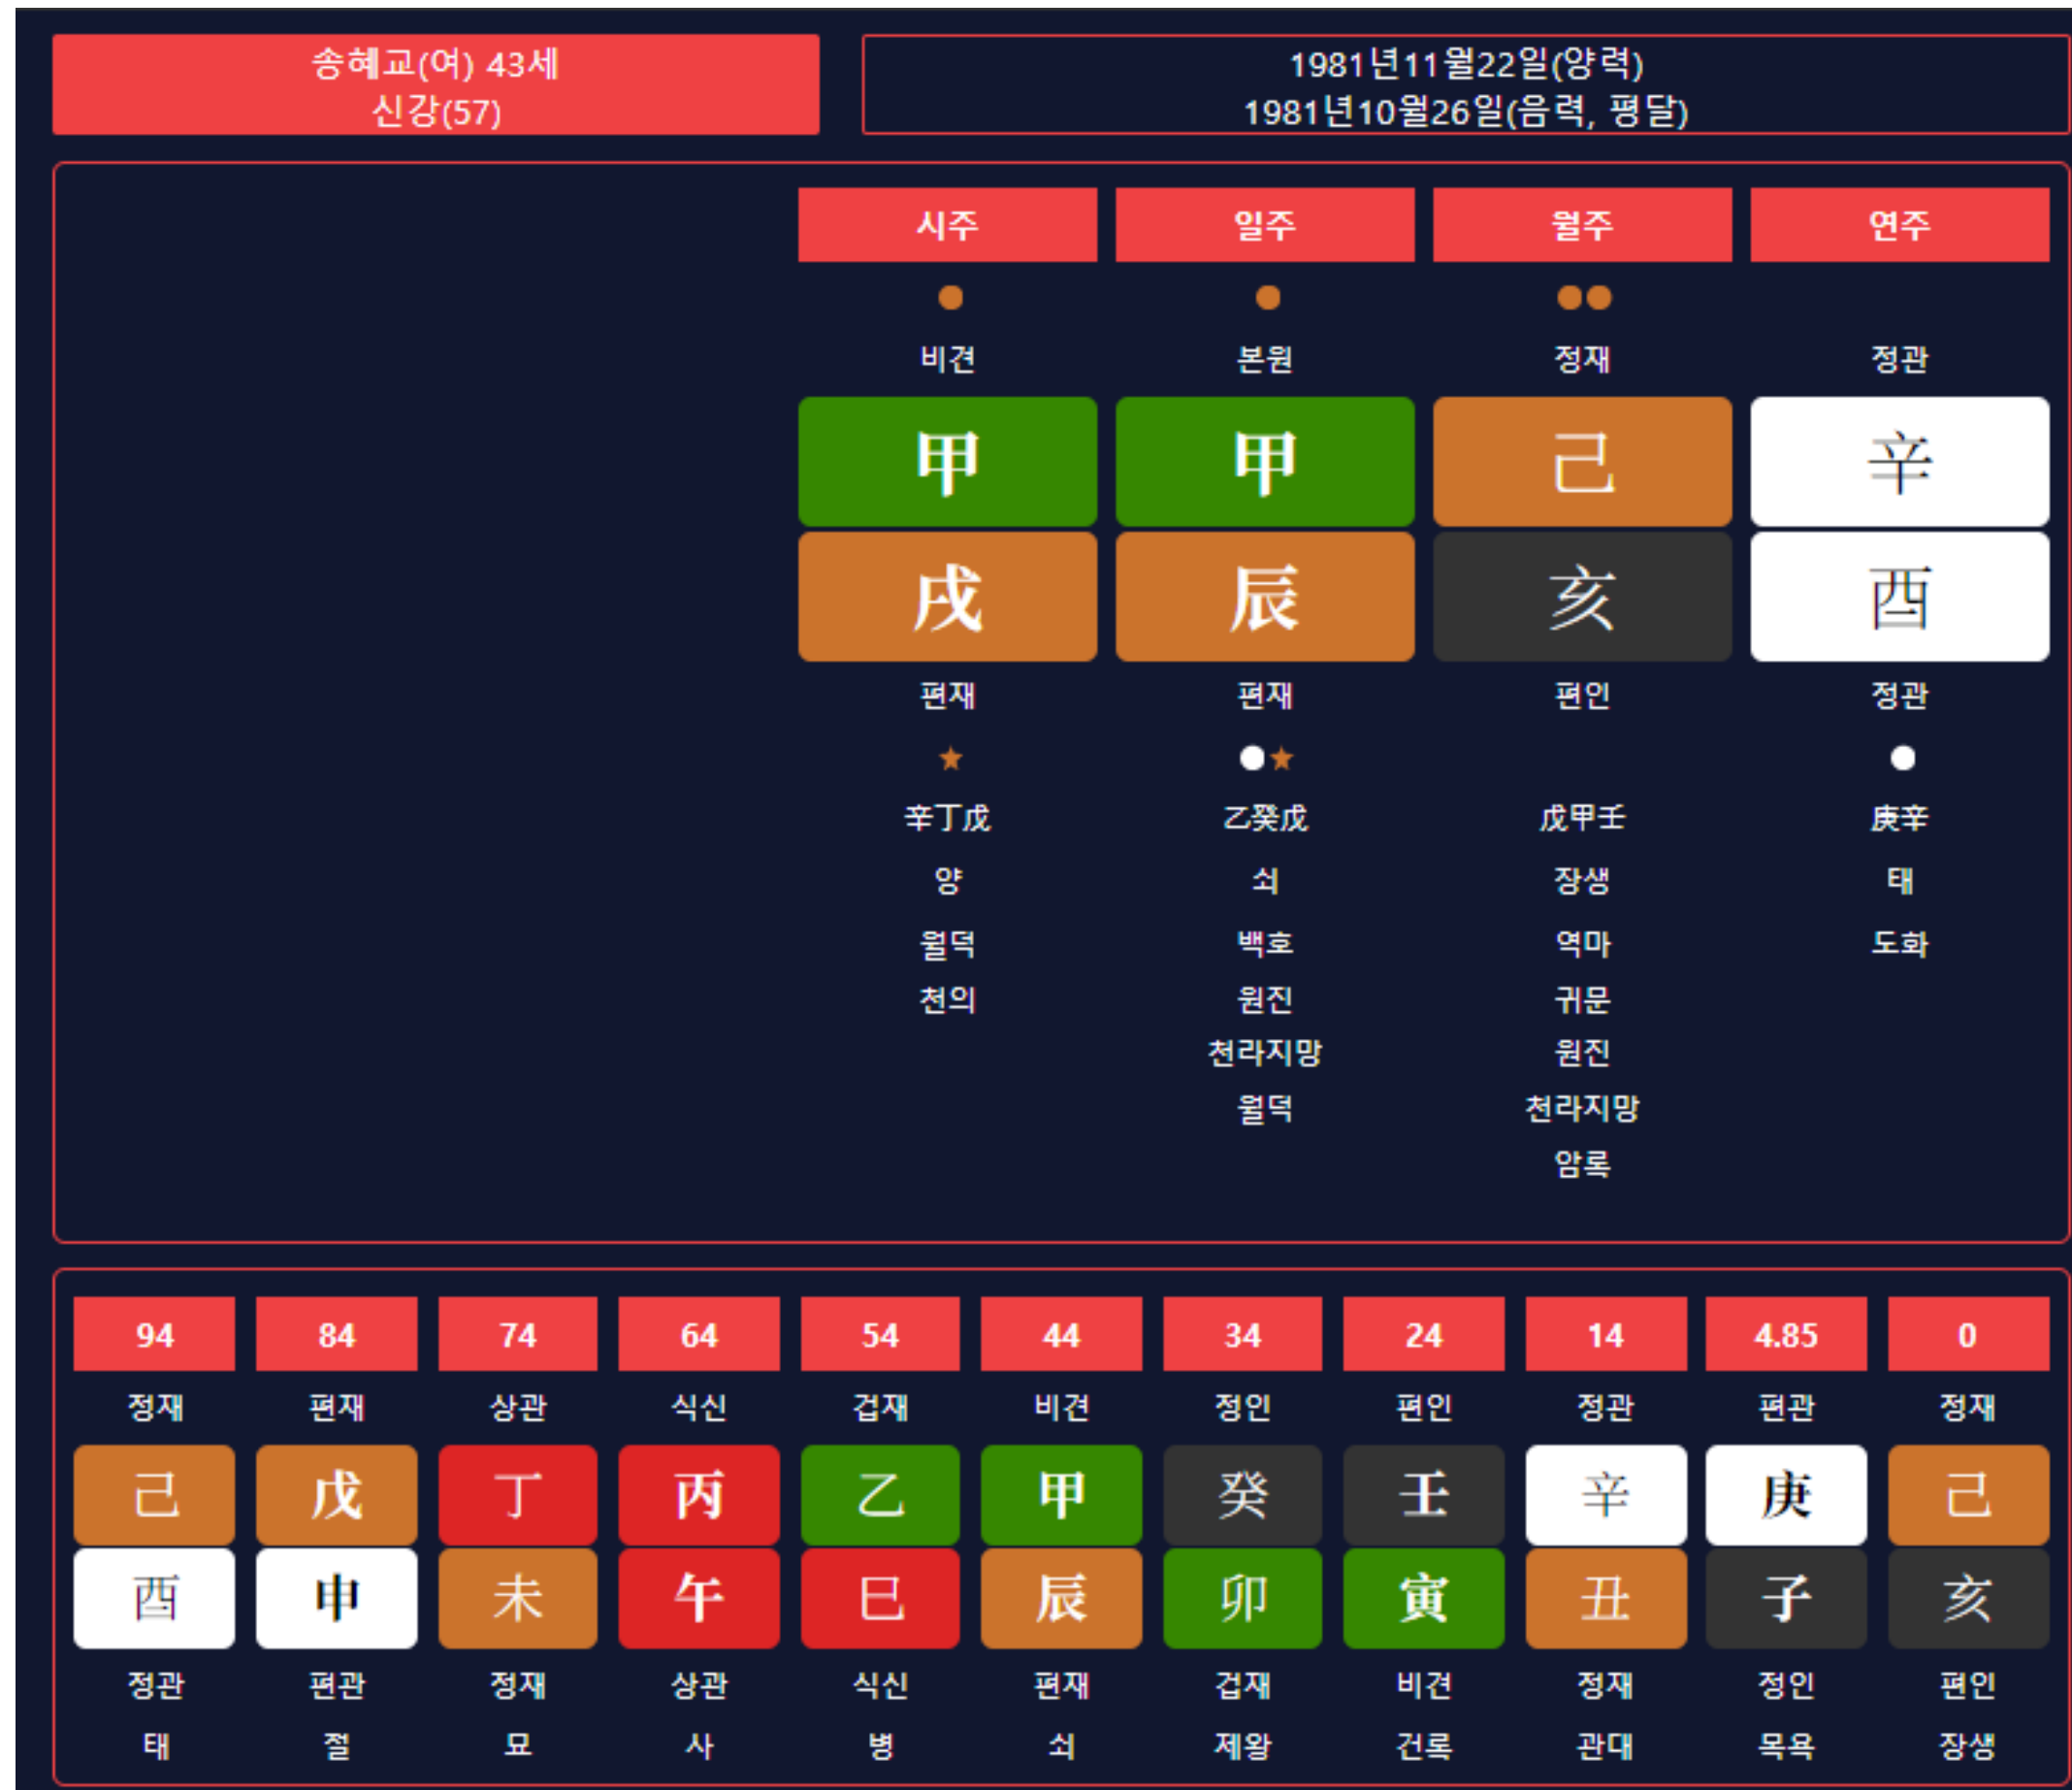 송혜교(여) 43세
신강(57)
1981년11월22일(양력)
1981년10월26일(음력, 평달)
시주 일주 월주 연주
비견 본원 정재 정관
甲 甲 己 辛
戌 辰 亥 酉
편재 편재 편인 정관
辛丁戊 乙癸戊 戊甲壬 庚辛
양 쇠 장생 태
월덕 백호 역마 도화
천의 원진 귀문
천라지망 원진
월덕 천라지망
암록
94 84 74 64 54 44 34 24 14 4.85 0
정재 편재 상관 식신 겁재 비견 정인 편인 정관 편관 정재
己 戊 丁 丙 乙 甲 癸 壬 辛 庚 己
酉 申 未 午 巳 辰 卯 寅 丑 子 亥
정관 편관 정재 상관 식신 편재 겁재 비견 정재 정인 편인
태 절 묘 사 병 쇠 제왕 건록 관대 목욕 장생